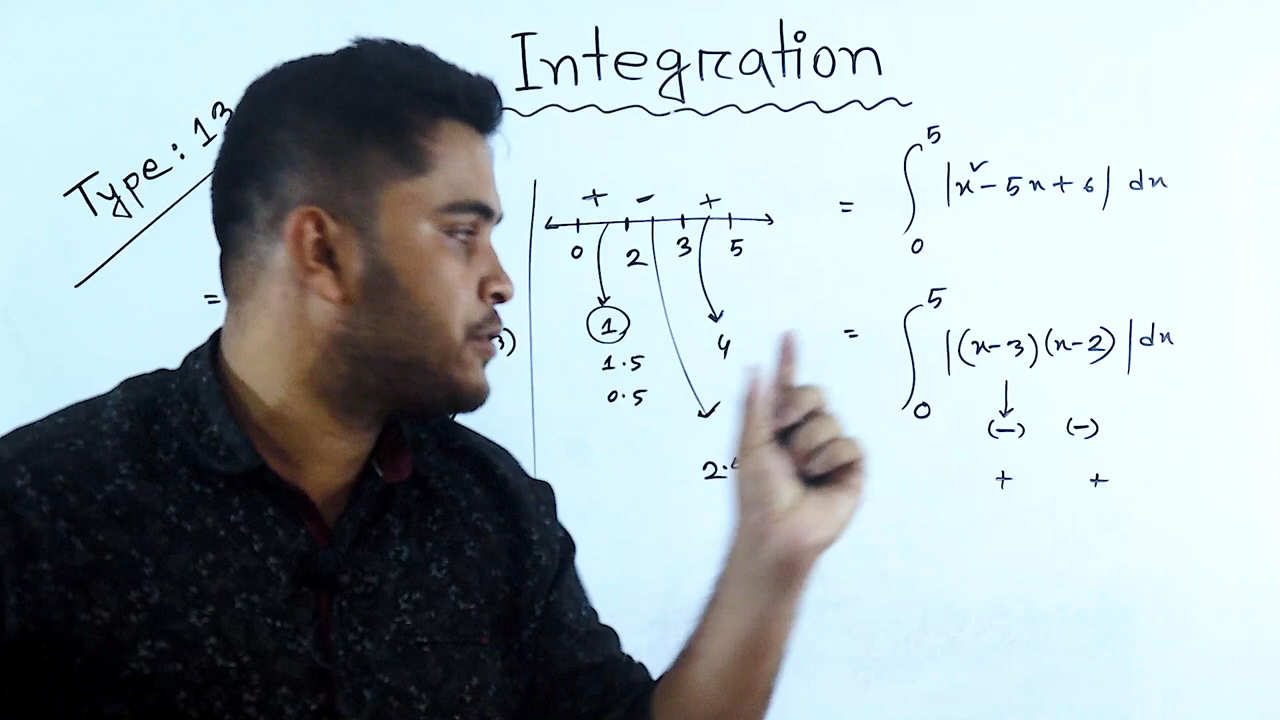 Integration
Type: 13
=
+ - +
0 2 3 5
1
1.5
0.5
4
= ∫₀⁵ |x² - 5x + 6| dx
= ∫₀⁵ |(x-3)(x-2)| dx
(-) (-)
+ +